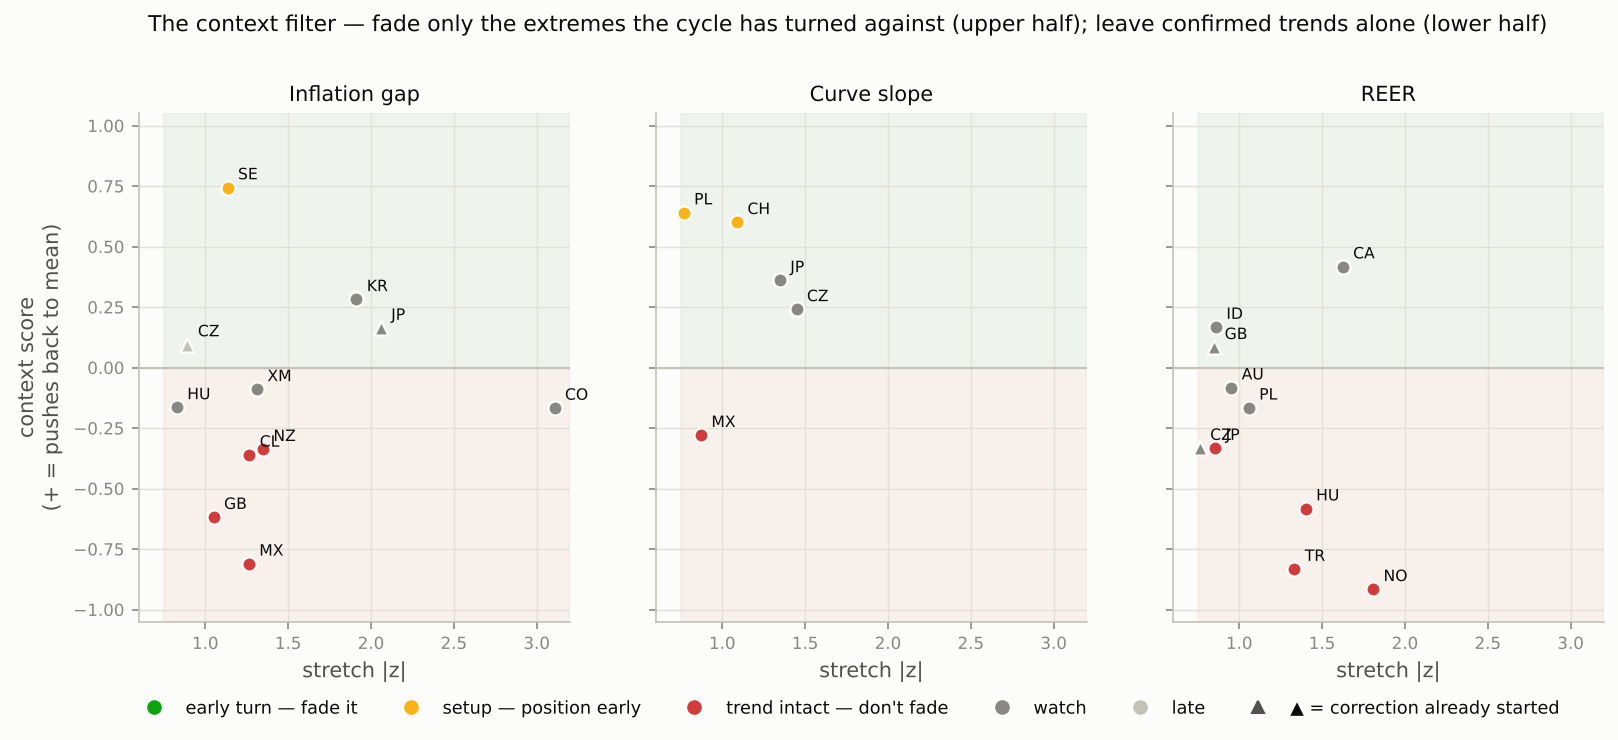 The context filter — fade only the extremes the cycle has turned against (upper half); leave confirmed trends alone (lower half)
Inflation gap
Curve slope
REER
context score
(+ = pushes back to mean)
1.00
0.75
0.50
0.25
0.00
−0.25
−0.50
−0.75
−1.00
SE
KR
JP
CZ
XM
HU
CO
NZ
CL
GB
MX
1.0 1.5 2.0 2.5 3.0
stretch |z|
PL
CH
JP
CZ
MX
1.0 1.5 2.0 2.5 3.0
stretch |z|
CA
ID
GB
AU
PL
CZ
JP
HU
TR
NO
1.0 1.5 2.0 2.5 3.0
stretch |z|
early turn — fade it
setup — position early
trend intact — don't fade
watch
late
▲ = correction already started